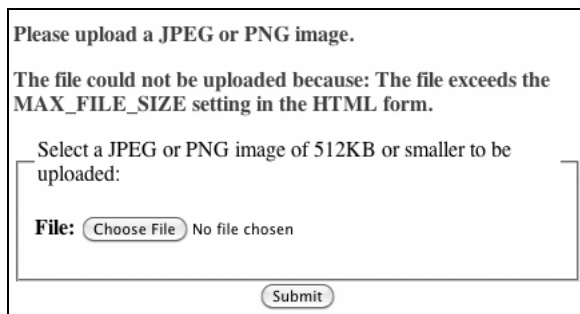 Please upload a JPEG or PNG image.
The file could not be uploaded because: The file exceeds the
MAX_FILE_SIZE setting in the HTML form.
Select a JPEG or PNG image of 512KB or smaller to be
uploaded:
File: Choose File No file chosen
Submit